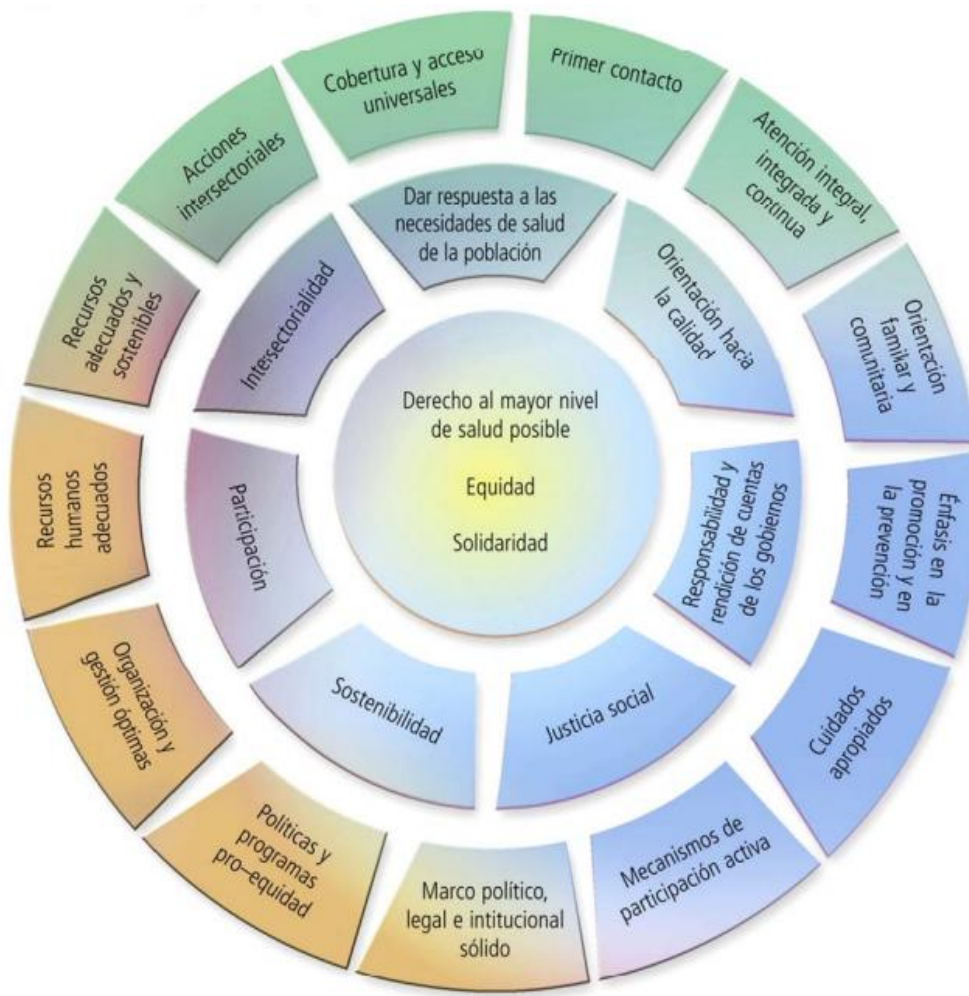 Cobertura y acceso
universales
Primer contacto
Atención integral,
integrada y
continua
Orientación
familiar y
comunitaria
Énfasis en la
promoción y en
la prevención
Cuidados
apropiados
Mecanismos de
participación activa
Marco político,
legal e intitucional
sólido
Políticas y
programas
pro–equidad
Organización y
gestión óptimas
Recursos
humanos
adecuados
Recursos
adecuados y
sostenibles
Acciones
intersectoriales
Dar respuesta a las
necesidades de salud
de la población
Orientación hacia
la calidad
Responsabilidad y
rendición de cuentas
de los gobiernos
Justicia social
Sostenibilidad
Participación
Intersectorialidad
Derecho al mayor nivel
de salud posible
Equidad
Solidaridad